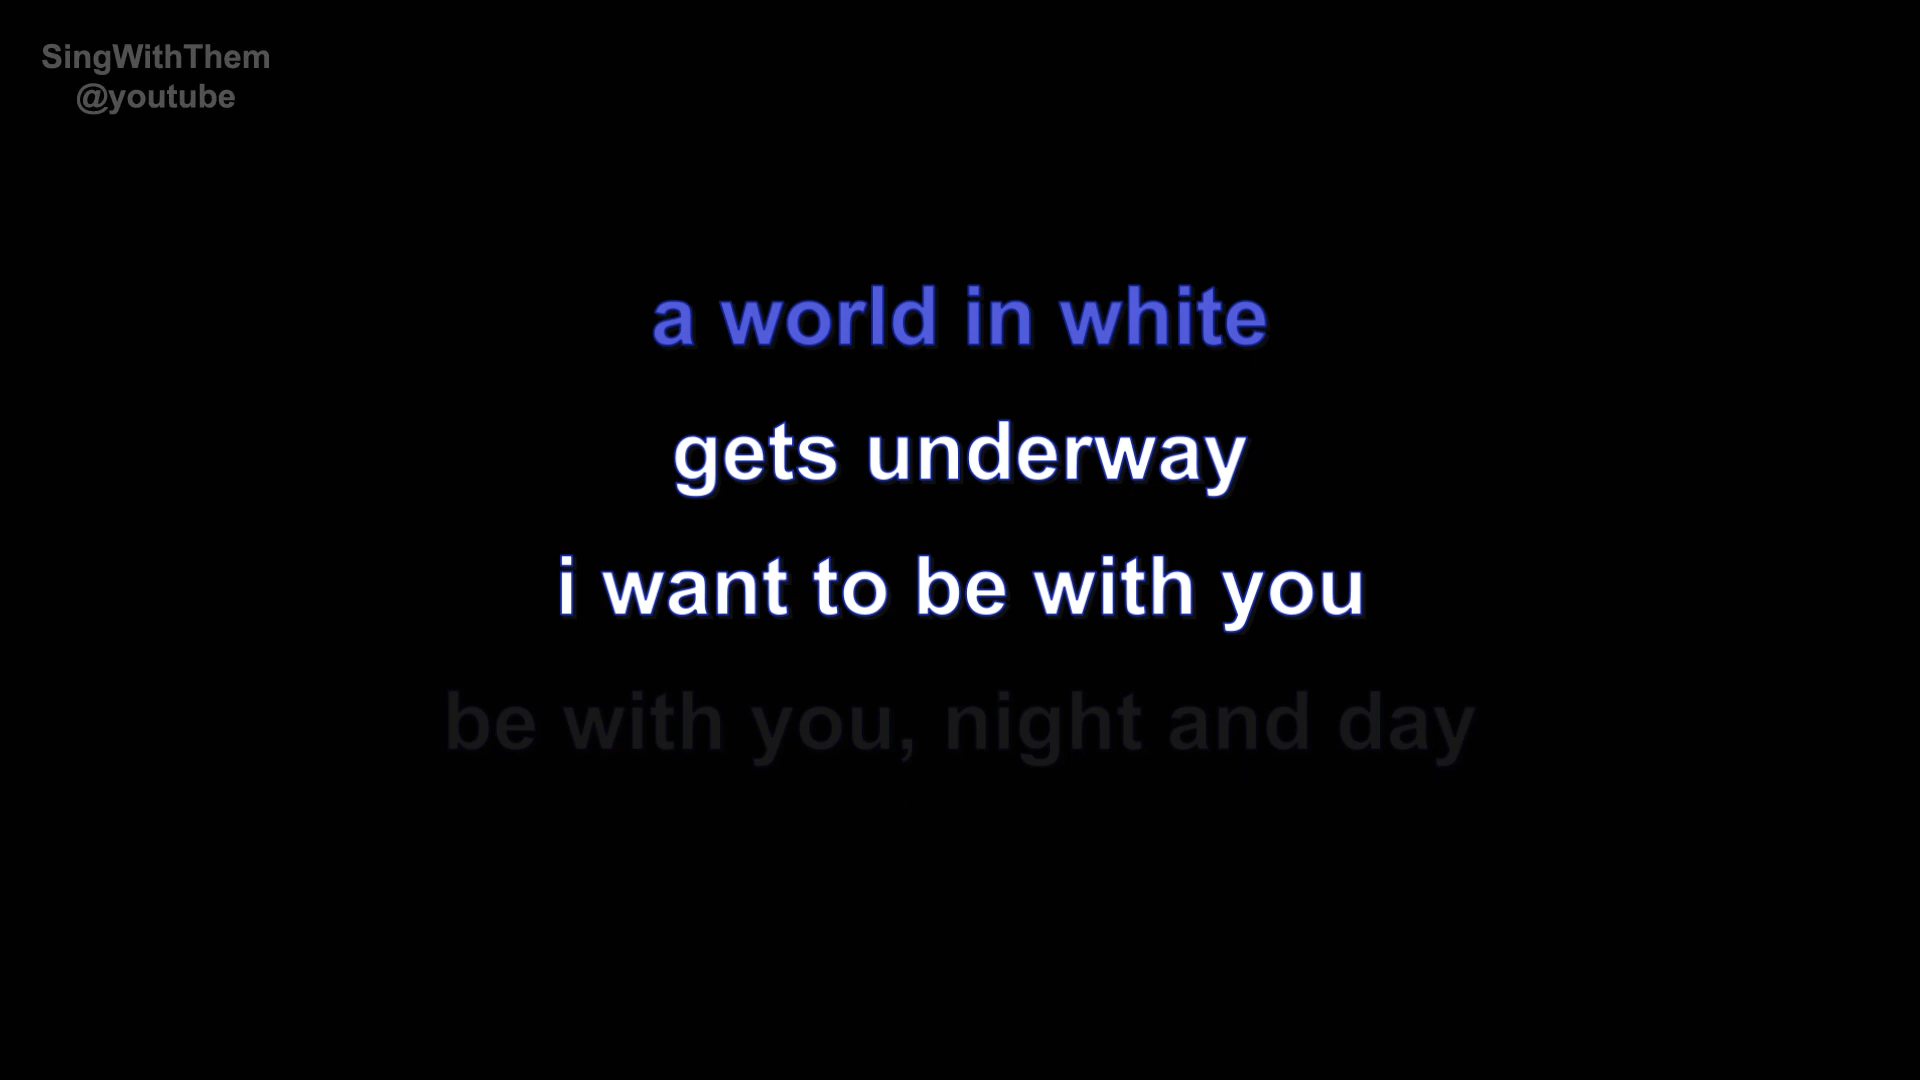 SingWithThem
@youtube
a world in white
gets underway
i want to be with you
be with you, night and day